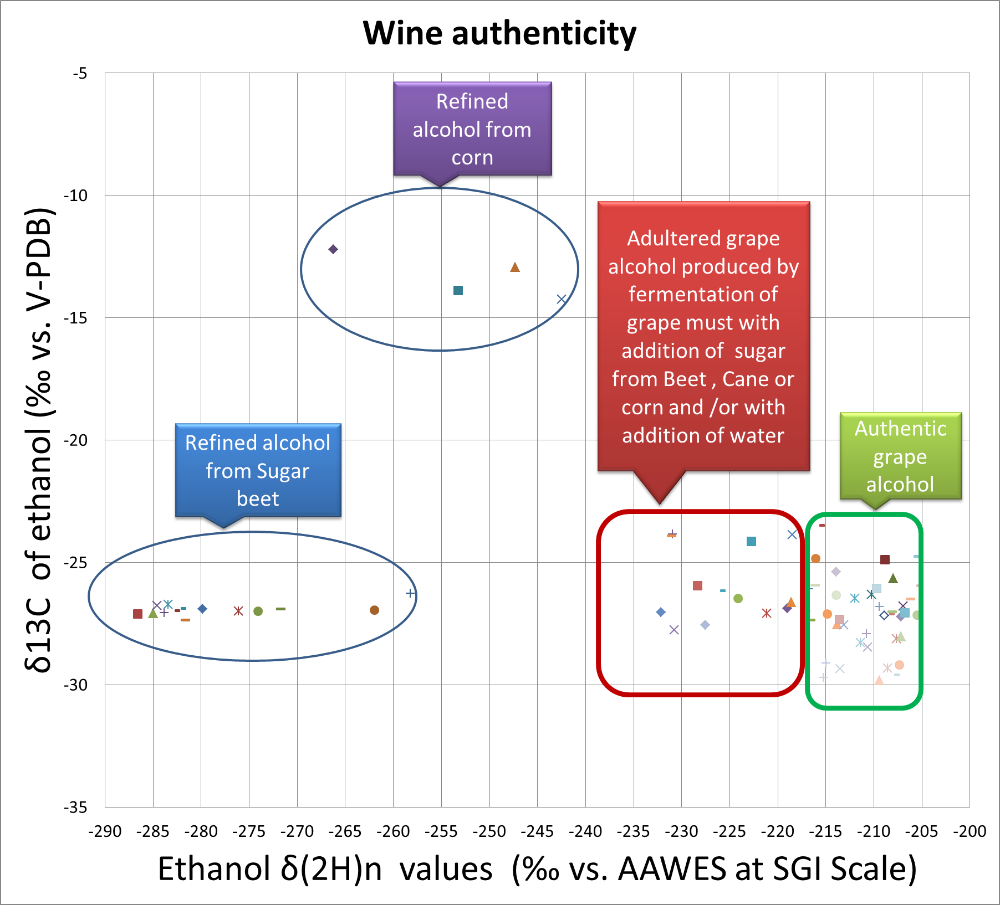 Wine authenticity
-5
Refined
alcohol from
corn
-10
Adultered grape
alcohol produced by
fermentation of
grape must with
addition of  sugar
from Beet , Cane or
corn and /or with
addition of water
-15
-20
Authentic
grape
alcohol
Refined alcohol
from Sugar
beet
-25
-30
-35
δ13C  of ethanol (‰ vs. V-PDB)
-290 -285 -280 -275 -270 -265 -260 -255 -250 -245 -240 -235 -230 -225 -220 -215 -210 -205 -200
Ethanol δ(2H)n  values  (‰ vs. AAWES at SGI Scale)